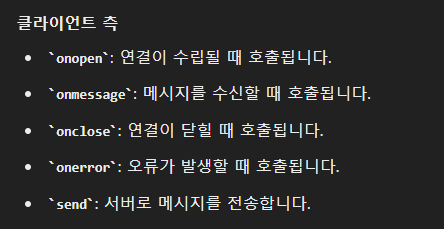 클라이언트 측
• `onopen`: 연결이 수립될 때 호출됩니다.
• `onmessage`: 메시지를 수신할 때 호출됩니다.
• `onclose`: 연결이 닫힐 때 호출됩니다.
• `onerror`: 오류가 발생할 때 호출됩니다.
• `send`: 서버로 메시지를 전송합니다.